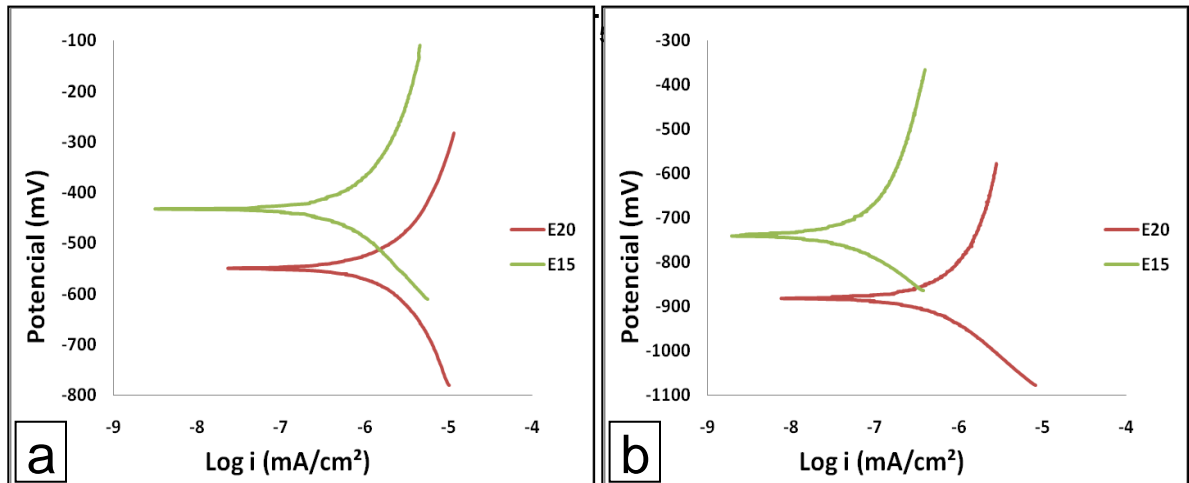 -100
-200
-300
-400
-500
-600
-700
-800
Potencial (mV)
-9 -8 -7 -6 -5 -4
Log i (mA/cm²)
E20
E15
a
-300
-400
-500
-600
-700
-800
-900
-1000
-1100
Potencial (mV)
-9 -8 -7 -6 -5 -4
Log i (mA/cm²)
E20
E15
b